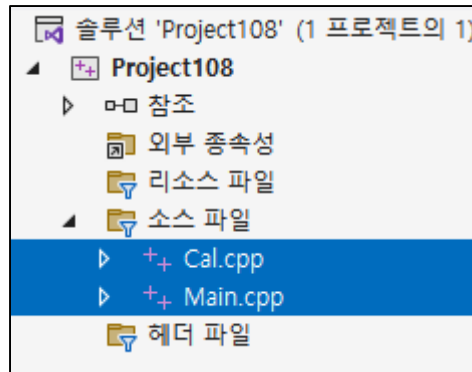 솔루션 'Project108' (1 프로젝트의 1)
Project108
참조
외부 종속성
리소스 파일
소스 파일
++ Cal.cpp
++ Main.cpp
헤더 파일